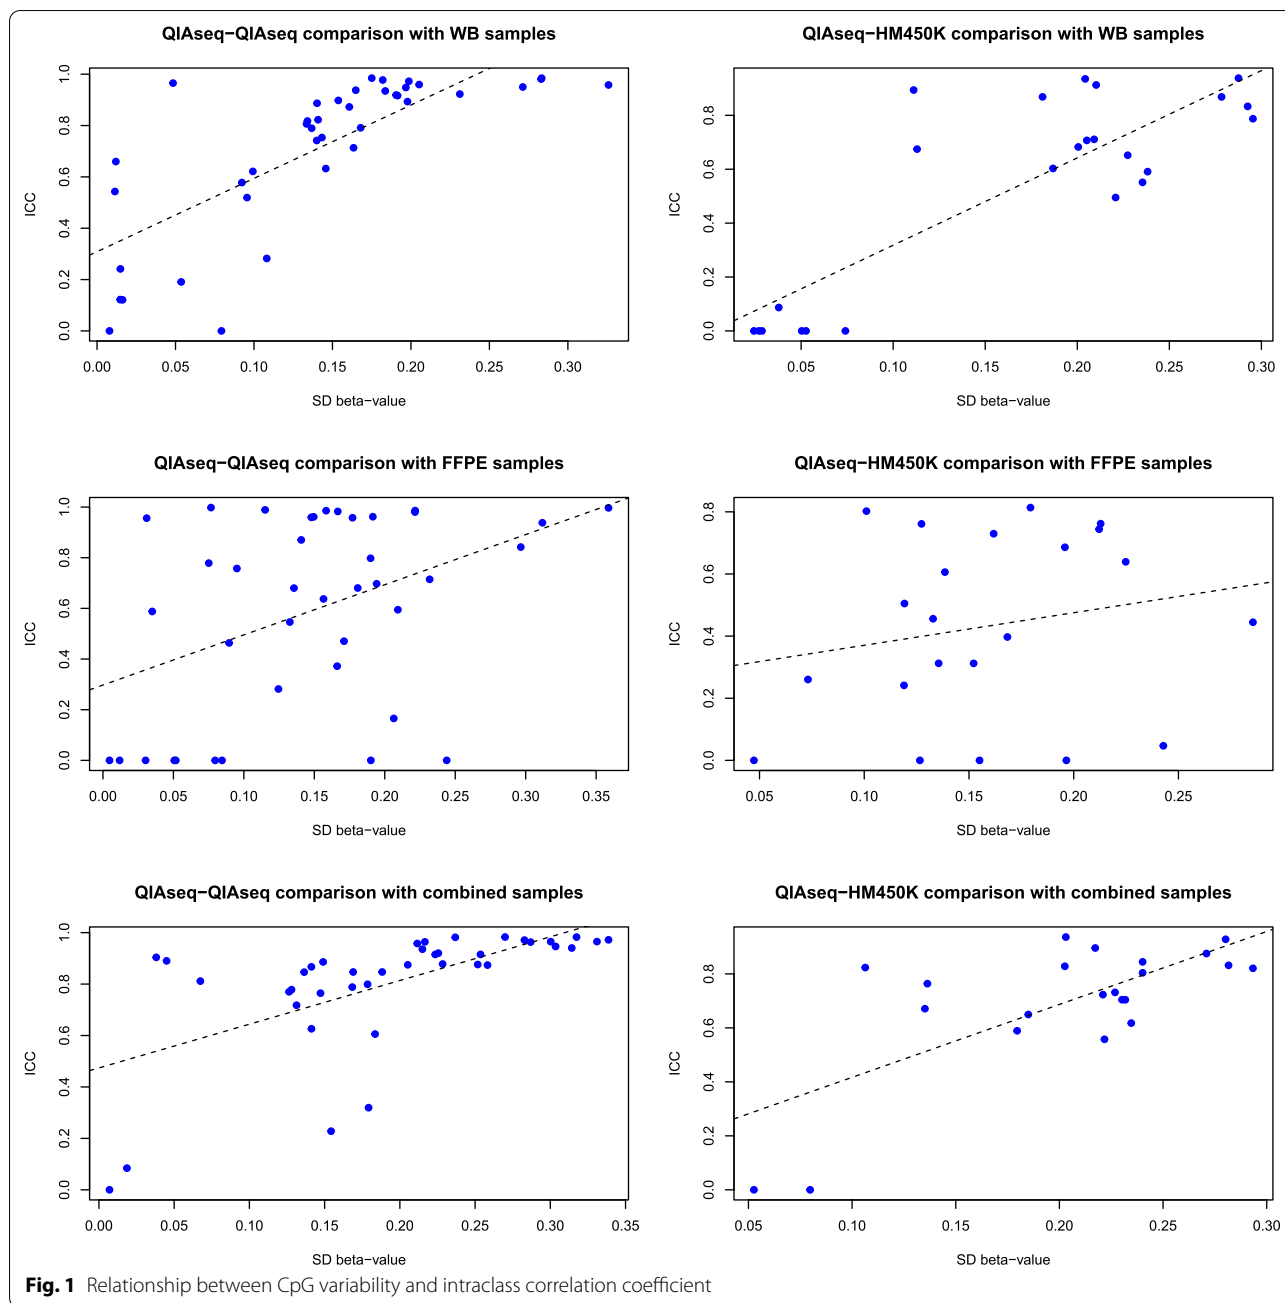 QIAseq−QIAseq comparison with WB samples
ICC
1.0
0.8
0.6
0.4
0.2
0.0
0.00 0.05 0.10 0.15 0.20 0.25 0.30
SD beta−value
QIAseq−HM450K comparison with WB samples
ICC
0.8
0.6
0.4
0.2
0.0
0.05 0.10 0.15 0.20 0.25 0.30
SD beta−value
QIAseq−QIAseq comparison with FFPE samples
ICC
1.0
0.8
0.6
0.4
0.2
0.0
0.00 0.05 0.10 0.15 0.20 0.25 0.30 0.35
SD beta−value
QIAseq−HM450K comparison with FFPE samples
ICC
0.8
0.6
0.4
0.2
0.0
0.05 0.10 0.15 0.20 0.25
SD beta−value
QIAseq−QIAseq comparison with combined samples
ICC
1.0
0.8
0.6
0.4
0.2
0.0
0.00 0.05 0.10 0.15 0.20 0.25 0.30 0.35
SD beta−value
QIAseq−HM450K comparison with combined samples
ICC
0.8
0.6
0.4
0.2
0.0
0.05 0.10 0.15 0.20 0.25 0.30
SD beta−value
Fig. 1 Relationship between CpG variability and intraclass correlation coefficient